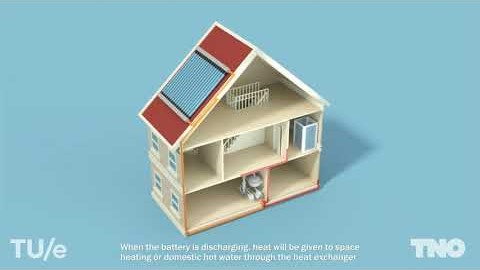 When the battery is discharging, heat will be given to space
heating or domestic hot water through the heat exchanger
TU/e
TNO